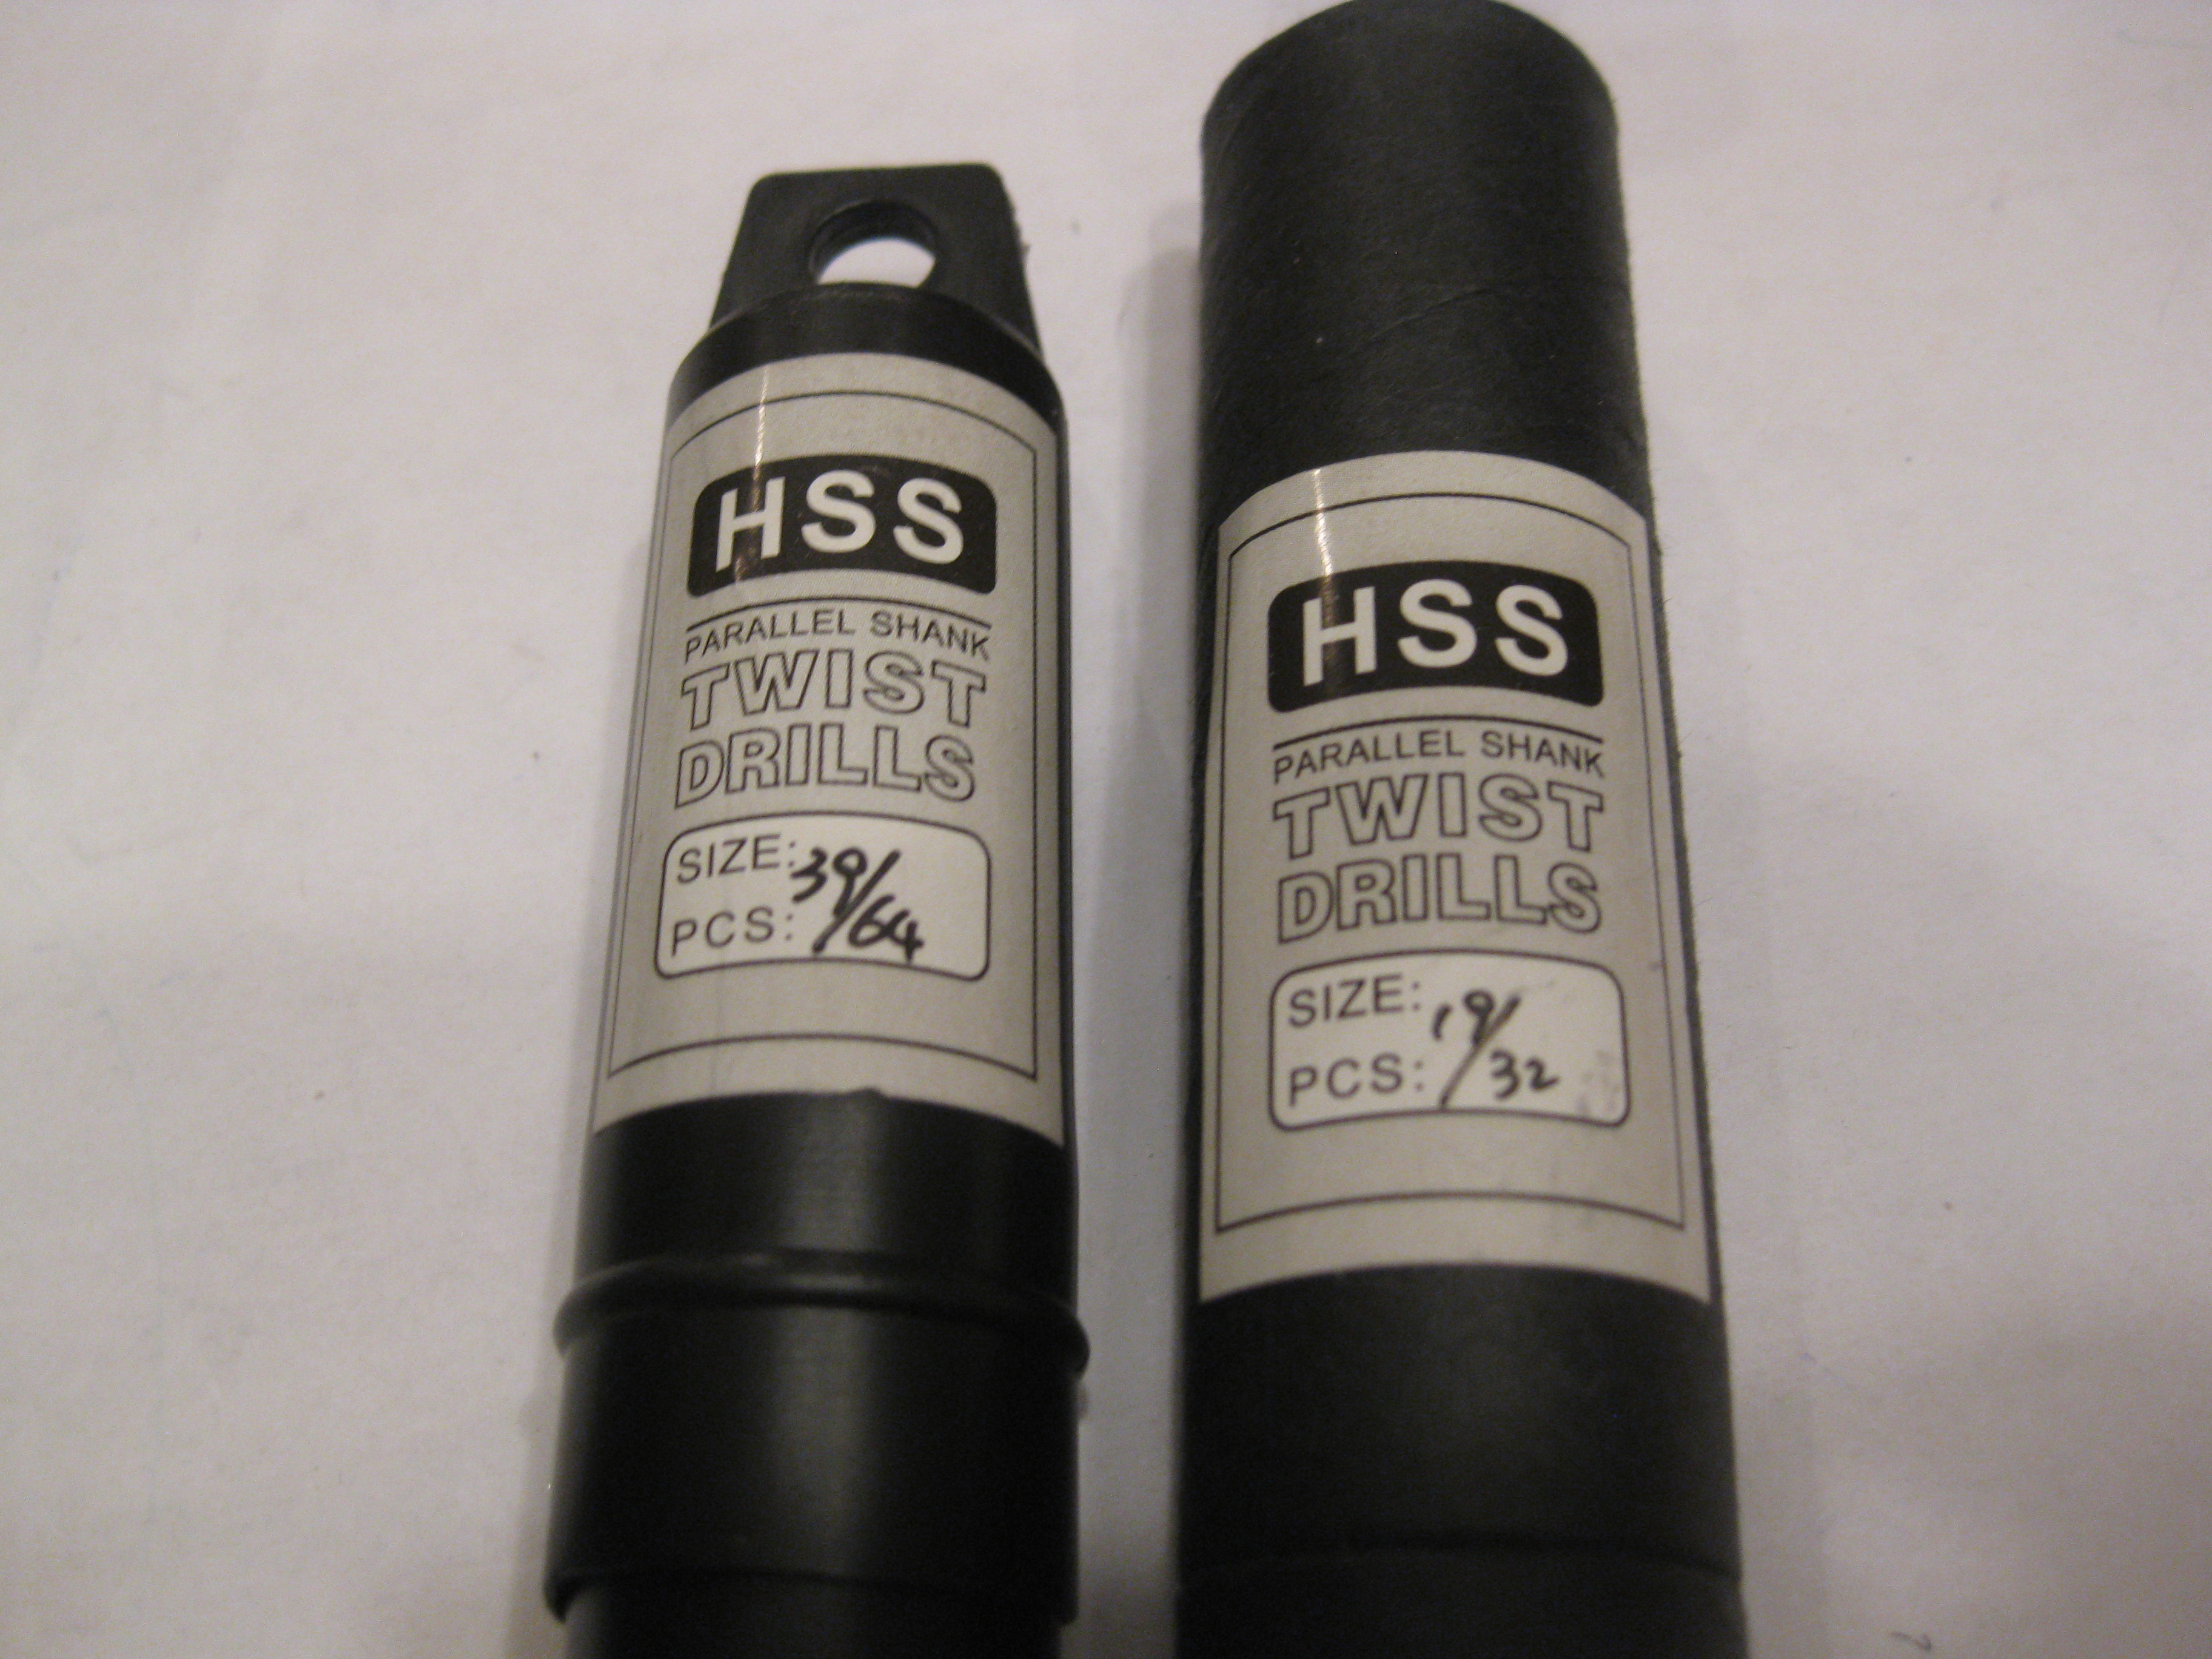 HSS
PARALLEL SHANK
TWIST
DRILLS
SIZE: 39/64
PCS:
HSS
PARALLEL SHANK
TWIST
DRILLS
SIZE: 19/32
PCS: